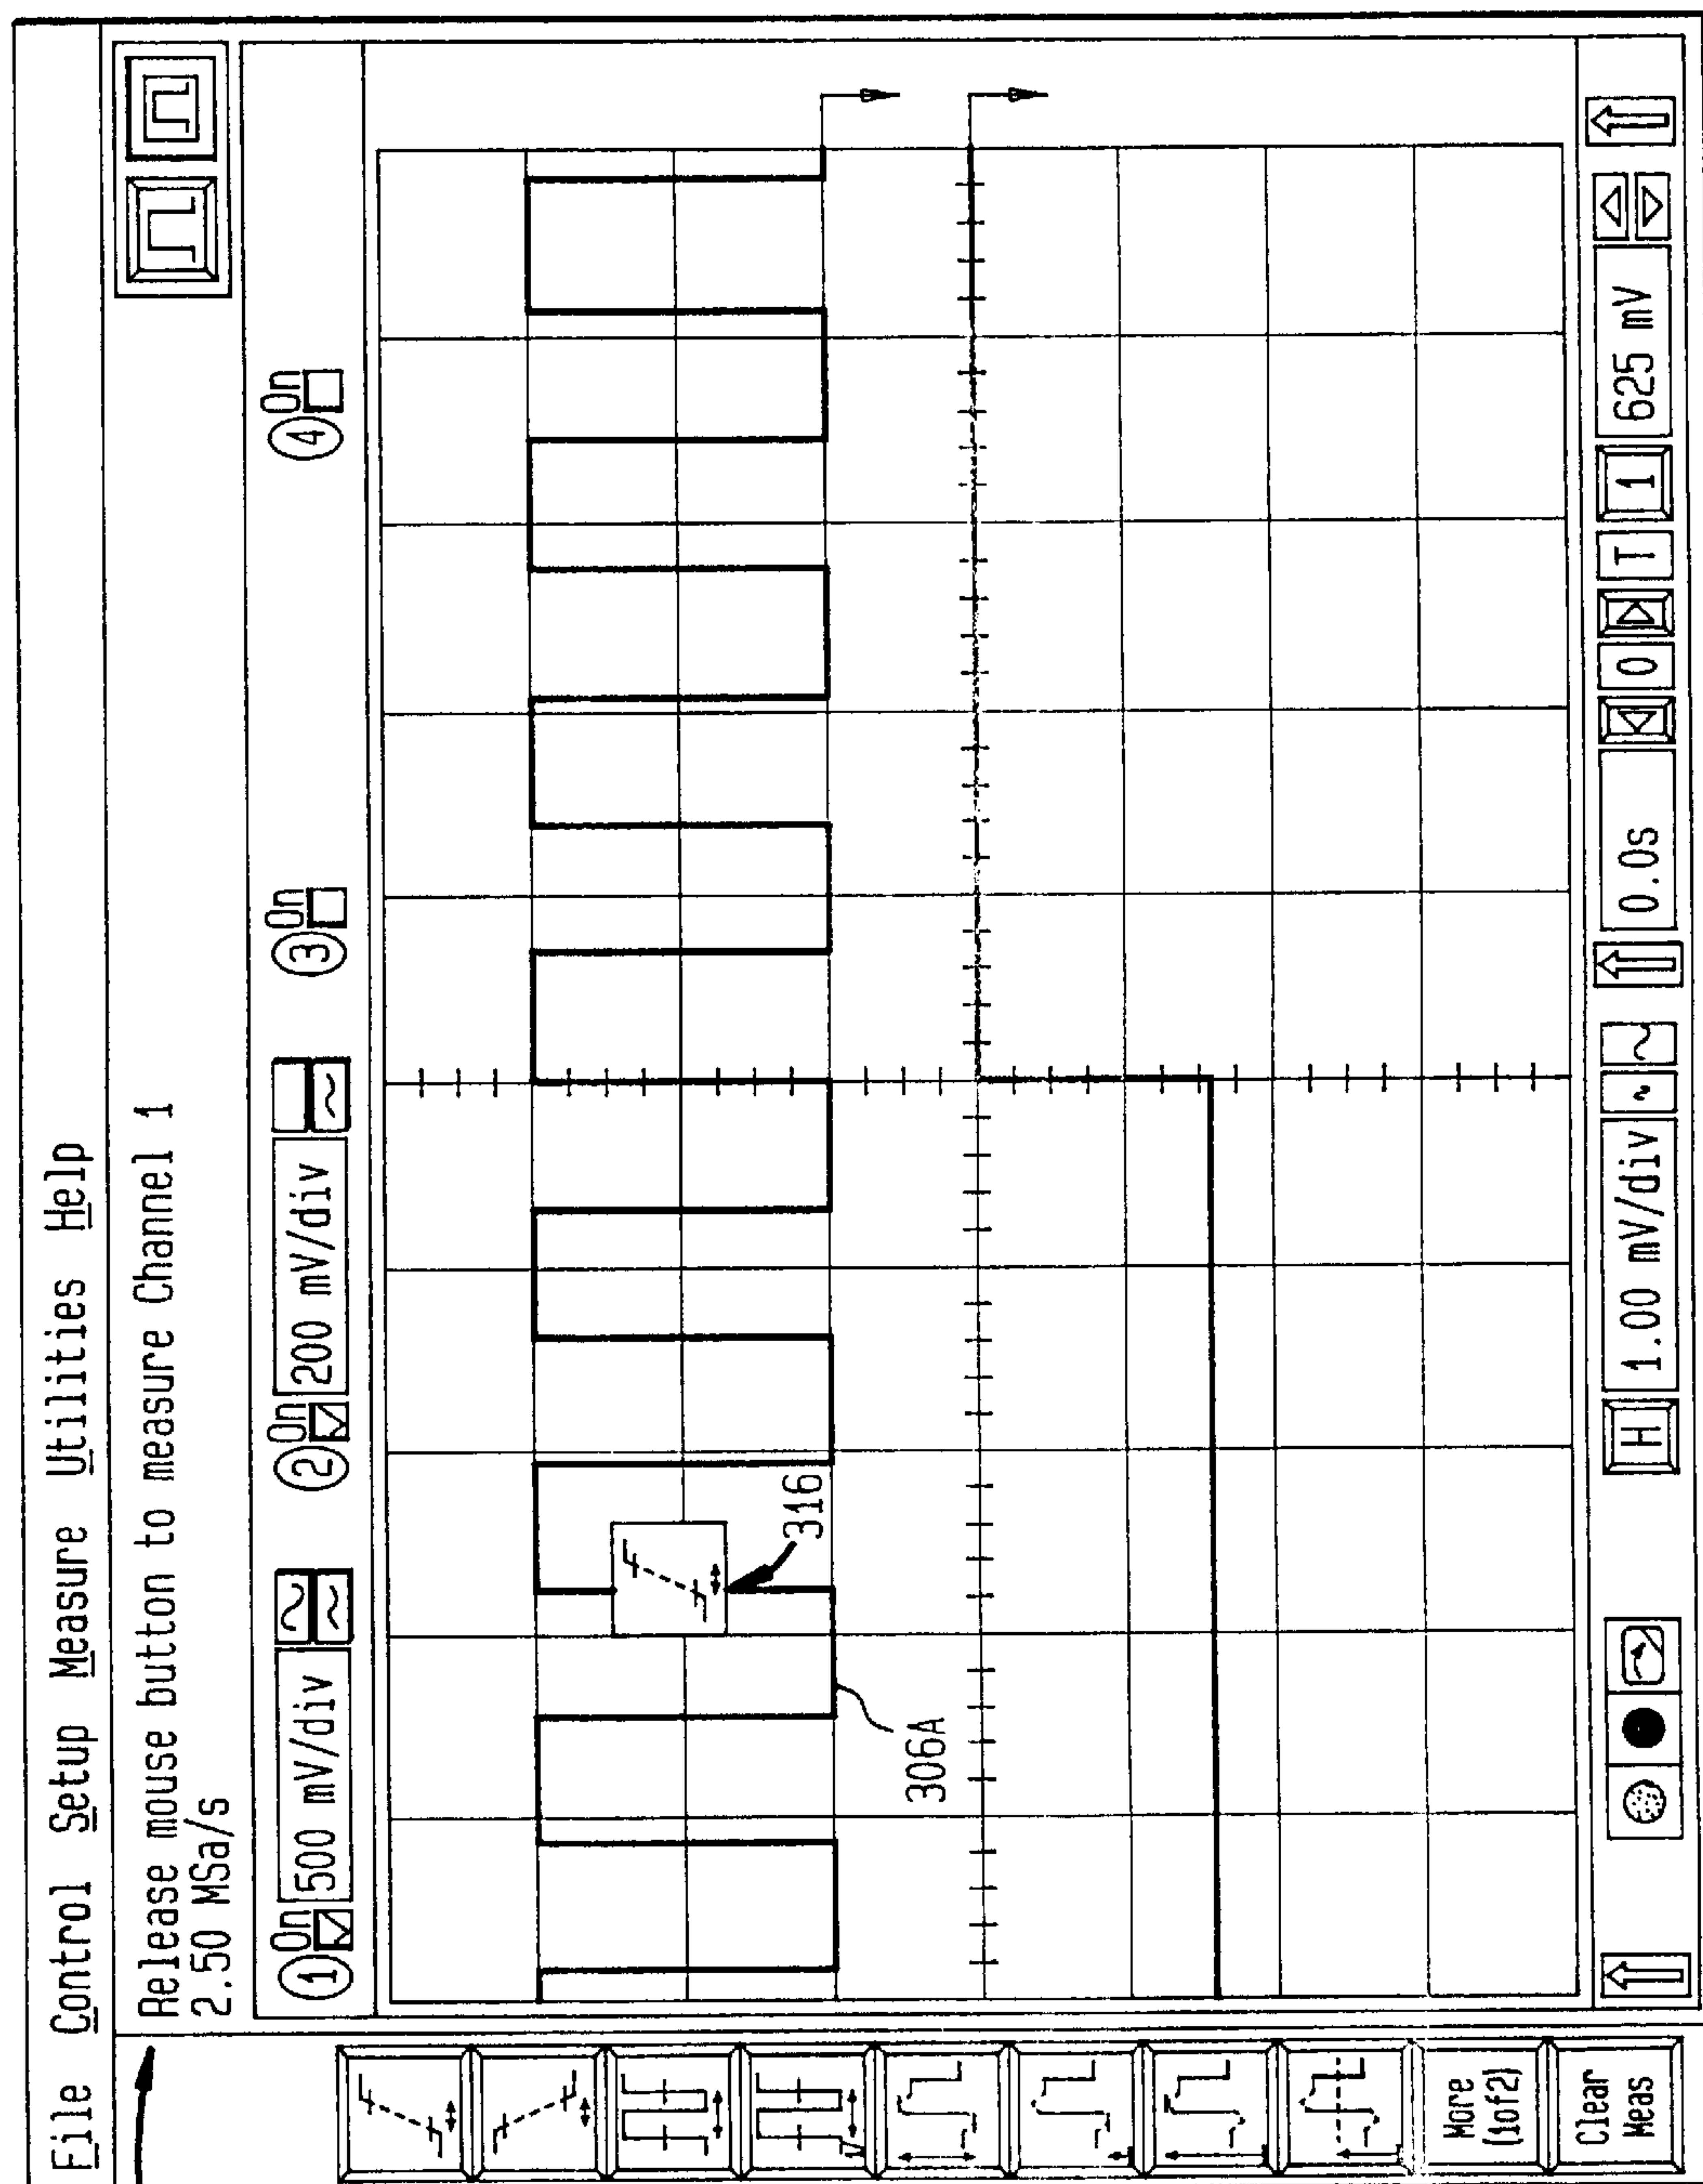 File Control Setup Measure Utilities Help
Release mouse button to measure Channel 1
2.50 MSa/s
1 On 500 mV/div 2 On 200 mV/div 3 On 4 On
316
306A
H 1.00 mV/div 0.0s 0 T 1 625 mV
More
(1of2)
Clear
Meas